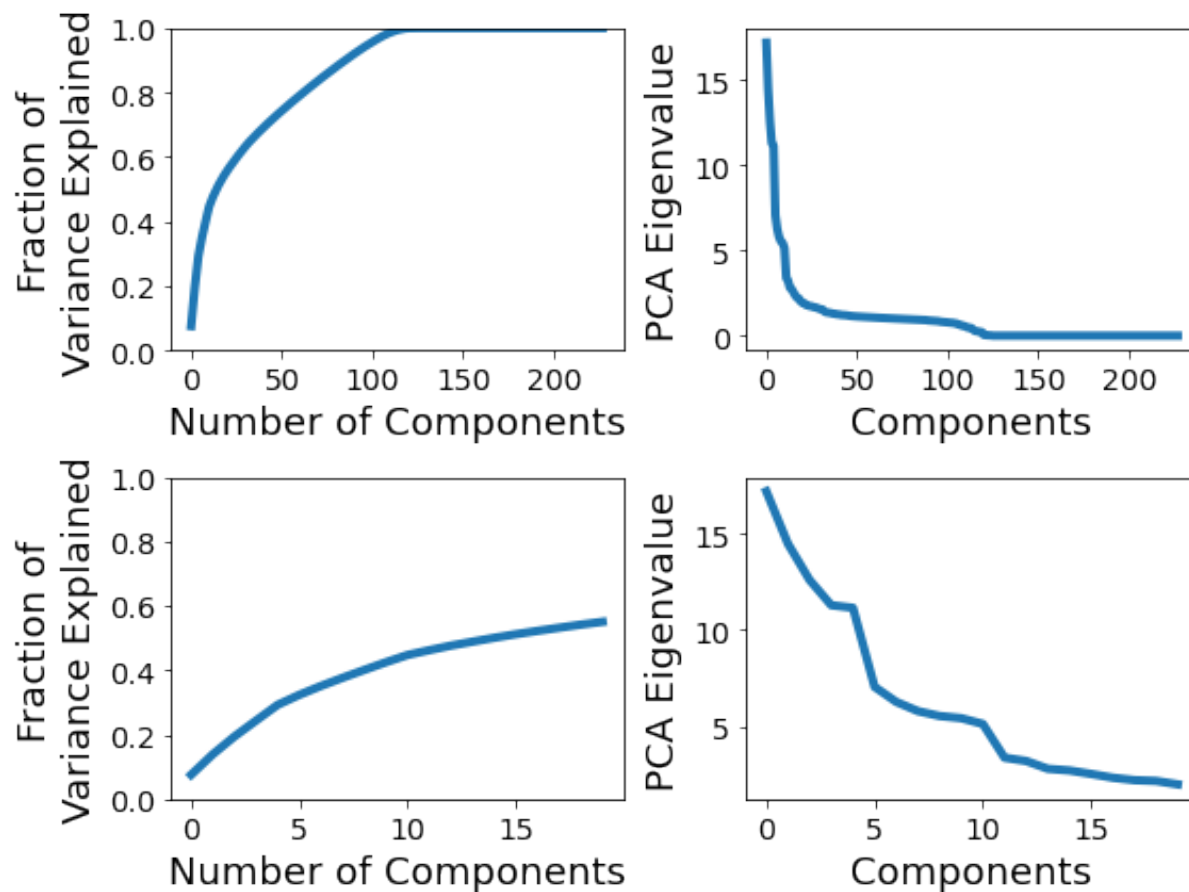 Fraction of
Variance Explained
1.0
0.8
0.6
0.4
0.2
0.0
0 50 100 150 200
Number of Components
PCA Eigenvalue
15
10
5
0
0 50 100 150 200
Components
Fraction of
Variance Explained
1.0
0.8
0.6
0.4
0.2
0.0
0 5 10 15
Number of Components
PCA Eigenvalue
15
10
5
0 5 10 15
Components